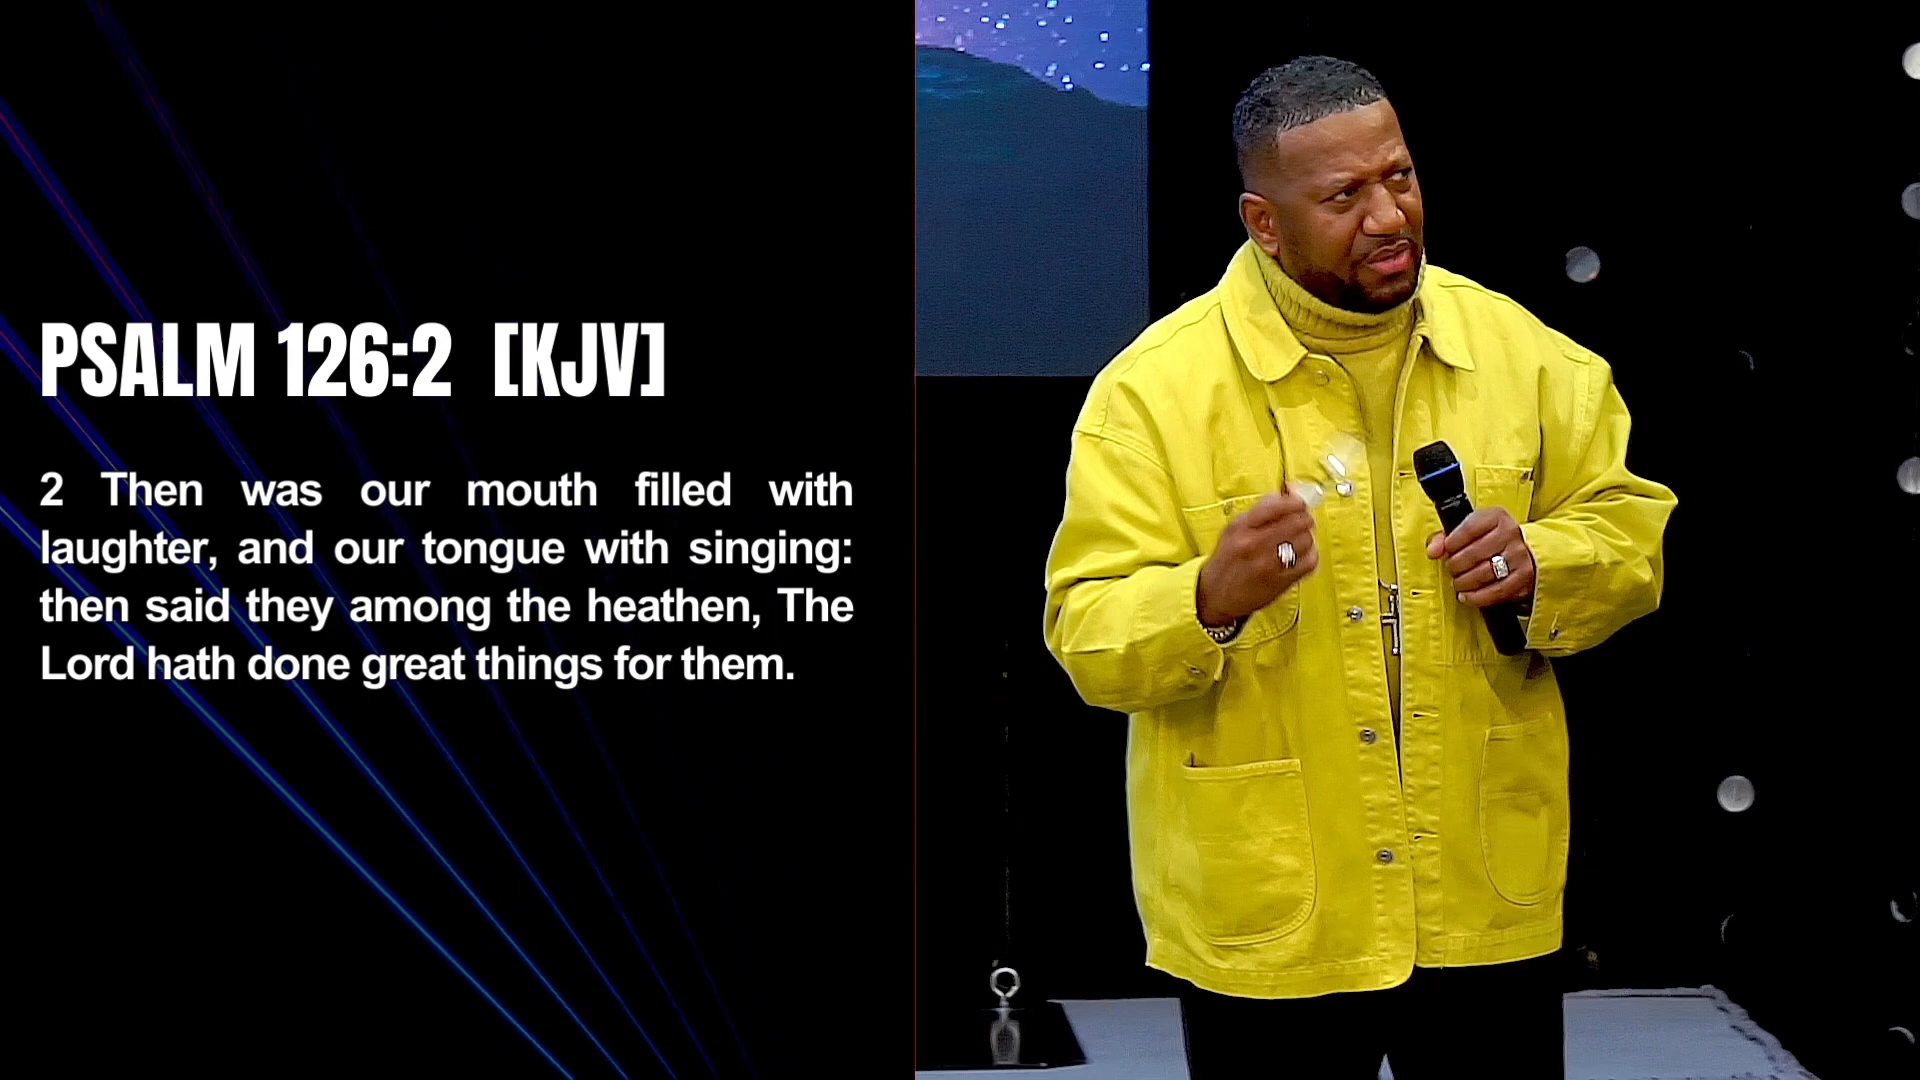 PSALM 126:2 [KJV]
2 Then was our mouth filled with
laughter, and our tongue with singing:
then said they among the heathen, The
Lord hath done great things for them.